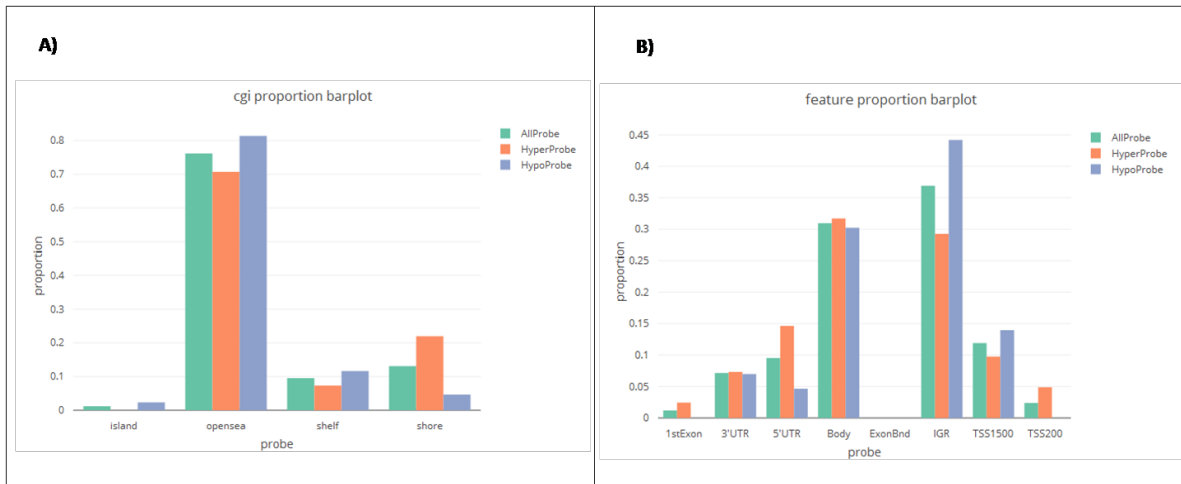 A)
cgi proportion barplot
AllProbe
HyperProbe
HypoProbe
0.8
0.7
0.6
0.5
0.4
0.3
0.2
0.1
0
proportion
island opensea shelf shore
probe
B)
feature proportion barplot
AllProbe
HyperProbe
HypoProbe
0.45
0.4
0.35
0.3
0.25
0.2
0.15
0.1
0.05
0
proportion
1stExon 3'UTR 5'UTR Body ExonBnd IGR TSS1500 TSS200
probe